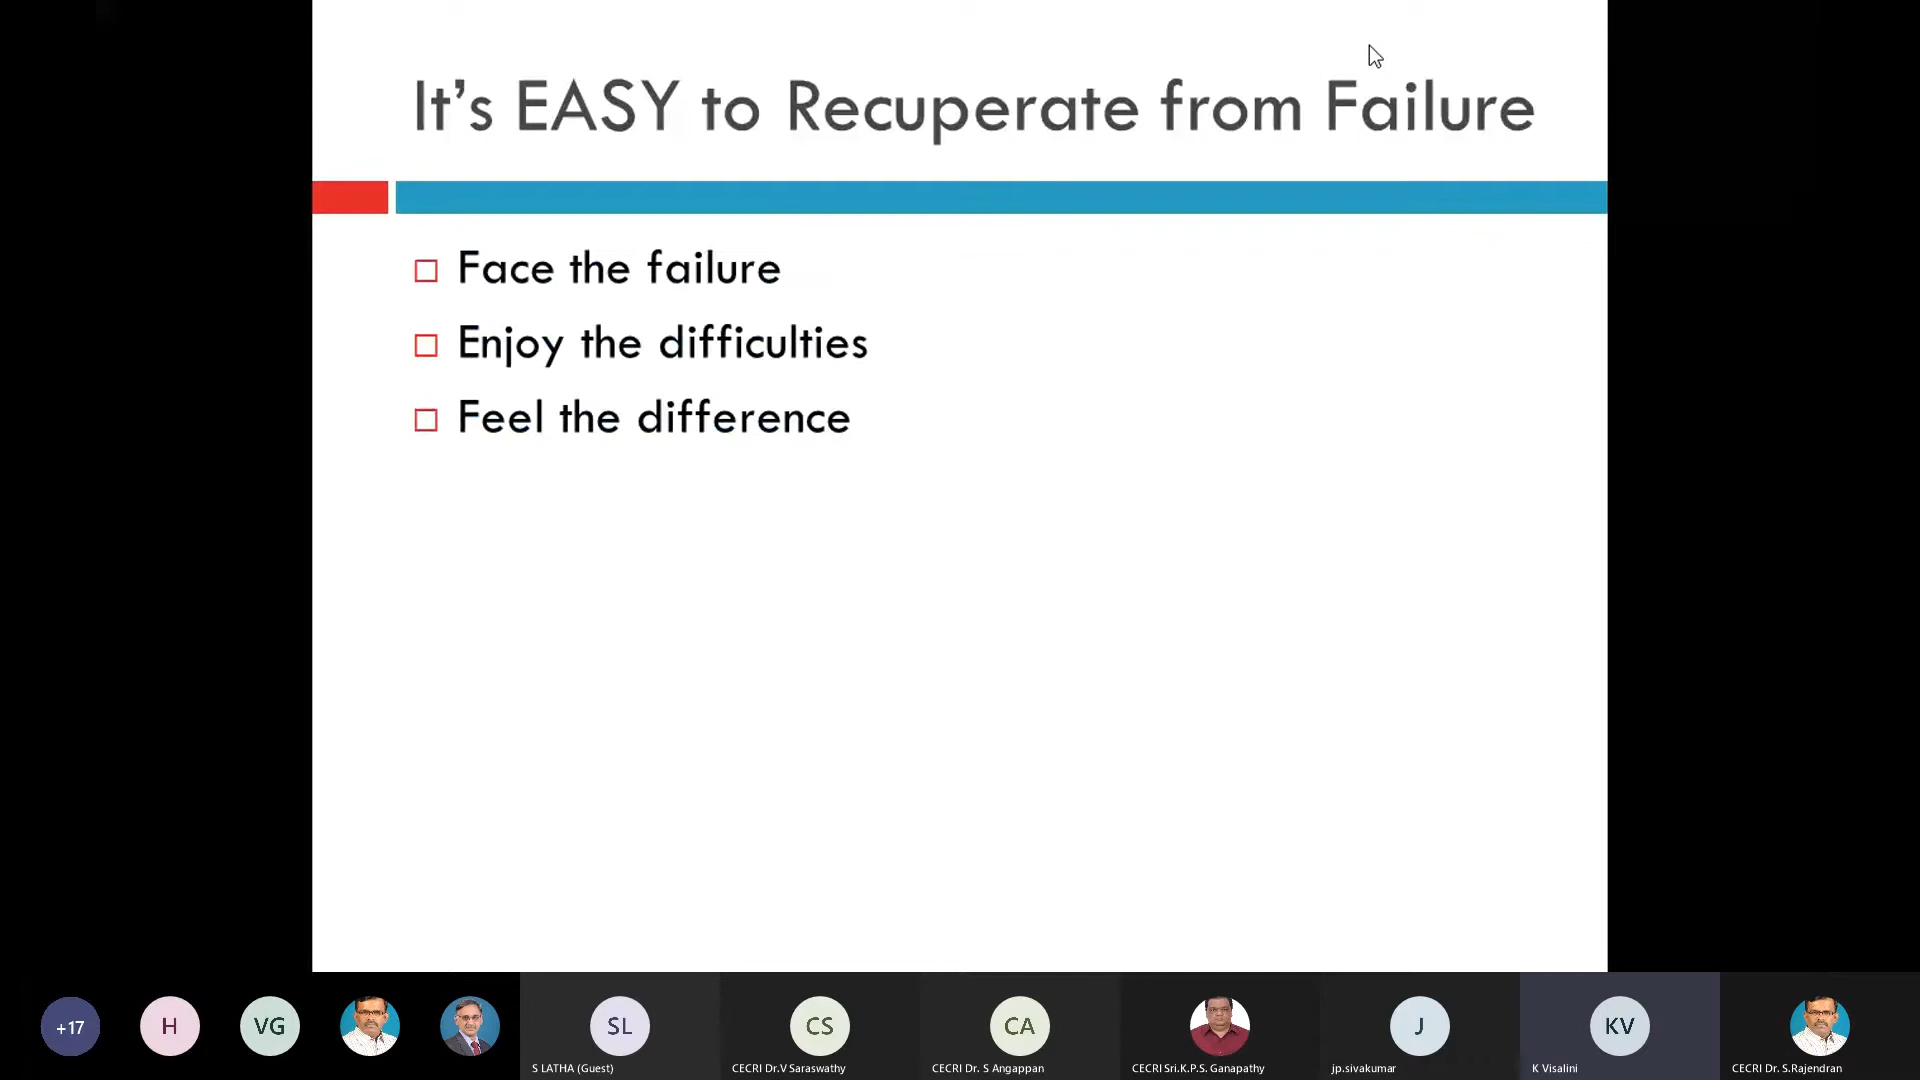 It's EASY to Recuperate from Failure
Face the failure
Enjoy the difficulties
Feel the difference
+17
H
VG
SL
CS
CA
J
KV
S LATHA (Guest)
CECRI Dr.V Saraswathy
CECRI Dr. S Angappan
CECRI Sri.K.P.S. Ganapathy
jp.sivakumar
K Visalini
CECRI Dr. S.Rajendran